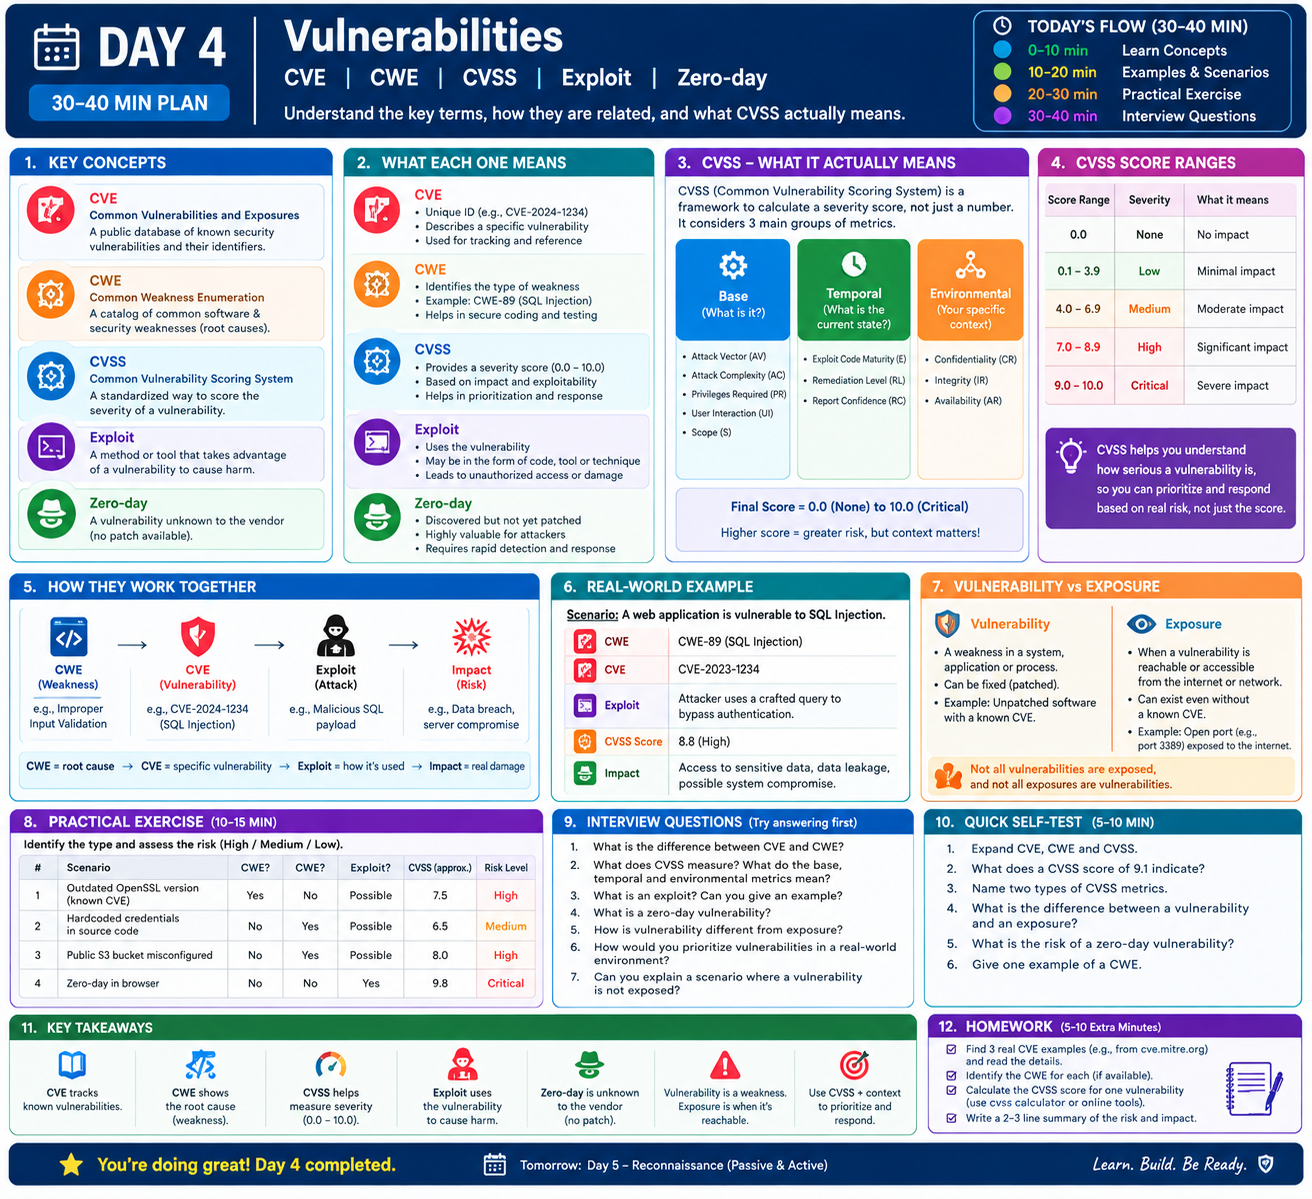 DAY 4
30–40 MIN PLAN
Vulnerabilities
CVE | CWE | CVSS | Exploit | Zero-day
Understand the key terms, how they are related, and what CVSS actually means.
TODAY'S FLOW (30–40 MIN)
0–10 min Learn Concepts
10–20 min Examples & Scenarios
20–30 min Practical Exercise
30–40 min Interview Questions
1. KEY CONCEPTS
CVE
Common Vulnerabilities and Exposures
A public database of known security
vulnerabilities and their identifiers.
CWE
Common Weakness Enumeration
A catalog of common software &
security weaknesses (root causes).
CVSS
Common Vulnerability Scoring System
A standardized way to score the
severity of a vulnerability.
Exploit
A method or tool that takes advantage
of a vulnerability to cause harm.
Zero-day
A vulnerability unknown to the vendor
(no patch available).
2. WHAT EACH ONE MEANS
CVE
• Unique ID (e.g., CVE-2024-1234)
• Describes a specific vulnerability
• Used for tracking and reference
CWE
• Identifies the type of weakness
• Example: CWE-89 (SQL Injection)
• Helps in secure coding and testing
CVSS
• Provides a severity score (0.0 – 10.0)
• Based on impact and exploitability
• Helps in prioritization and response
Exploit
• Uses the vulnerability
• May be in the form of code, tool or technique
• Leads to unauthorized access or damage
Zero-day
• Discovered but not yet patched
• Highly valuable for attackers
• Requires rapid detection and response
3. CVSS – WHAT IT ACTUALLY MEANS
CVSS (Common Vulnerability Scoring System) is a
framework to calculate a severity score, not just a number.
It considers 3 main groups of metrics.
Base
(What is it?)
• Attack Vector (AV)
• Attack Complexity (AC)
• Privileges Required (PR)
• User Interaction (UI)
• Scope (S)
Temporal
(What is the
current state?)
• Exploit Code Maturity (E)
• Remediation Level (RL)
• Report Confidence (RC)
Environmental
(Your specific
context)
• Confidentiality (CR)
• Integrity (IR)
• Availability (AR)
Final Score = 0.0 (None) to 10.0 (Critical)
Higher score = greater risk, but context matters!
4. CVSS SCORE RANGES
Score Range Severity What it means
0.0 None No impact
0.1 – 3.9 Low Minimal impact
4.0 – 6.9 Medium Moderate impact
7.0 – 8.9 High Significant impact
9.0 – 10.0 Critical Severe impact
CVSS helps you understand
how serious a vulnerability is,
so you can prioritize and respond
based on real risk, not just the score.
5. HOW THEY WORK TOGETHER
CWE
(Weakness)
e.g., Improper
Input Validation
CVE
(Vulnerability)
e.g., CVE-2024-1234
(SQL Injection)
Exploit
(Attack)
e.g., Malicious SQL
payload
Impact
(Risk)
e.g., Data breach,
server compromise
CWE = root cause → CVE = specific vulnerability → Exploit = how it's used → Impact = real damage
6. REAL-WORLD EXAMPLE
Scenario: A web application is vulnerable to SQL Injection.
CWE CWE-89 (SQL Injection)
CVE CVE-2023-1234
Exploit Attacker uses a crafted query to
bypass authentication.
CVSS Score 8.8 (High)
Impact Access to sensitive data, data leakage,
possible system compromise.
7. VULNERABILITY vs EXPOSURE
Vulnerability
• A weakness in a system,
application or process.
• Can be fixed (patched).
• Example: Unpatched software
with a known CVE.
Exposure
• When a vulnerability is
reachable or accessible
from the internet or network.
• Can exist even without
a known CVE.
• Example: Open port (e.g.,
port 3389) exposed to the internet.
Not all vulnerabilities are exposed,
and not all exposures are vulnerabilities.
8. PRACTICAL EXERCISE (10–15 MIN)
Identify the type and assess the risk (High / Medium / Low).
# Scenario CWE? CWE? Exploit? CVSS (approx.) Risk Level
1 Outdated OpenSSL version
(known CVE) Yes No Possible 7.5 High
2 Hardcoded credentials
in source code No Yes Possible 6.5 Medium
3 Public S3 bucket misconfigured No Yes Possible 8.0 High
4 Zero-day in browser No No Yes 9.8 Critical
9. INTERVIEW QUESTIONS (Try answering first)
1. What is the difference between CVE and CWE?
2. What does CVSS measure? What do the base,
temporal and environmental metrics mean?
3. What is an exploit? Can you give an example?
4. What is a zero-day vulnerability?
5. How is vulnerability different from exposure?
6. How would you prioritize vulnerabilities in a real-world
environment?
7. Can you explain a scenario where a vulnerability
is not exposed?
10. QUICK SELF-TEST (5–10 MIN)
1. Expand CVE, CWE and CVSS.
2. What does a CVSS score of 9.1 indicate?
3. Name two types of CVSS metrics.
4. What is the difference between a vulnerability
and an exposure?
5. What is the risk of a zero-day vulnerability?
6. Give one example of a CWE.
11. KEY TAKEAWAYS
CVE tracks
known vulnerabilities.
CWE shows
the root cause
(weakness).
CVSS helps
measure severity
(0.0 – 10.0).
Exploit uses
the vulnerability
to cause harm.
Zero-day is unknown
to the vendor
(no patch).
Vulnerability is a weakness.
Exposure is when it's
reachable.
Use CVSS + context
to prioritize and
respond.
12. HOMEWORK (5–10 Extra Minutes)
Find 3 real CVE examples (e.g., from cve.mitre.org)
and read the details.
Identify the CWE for each (if available).
Calculate the CVSS score for one vulnerability
(use cvss calculator or online tools).
Write a 2–3 line summary of the risk and impact.
You're doing great! Day 4 completed.
Tomorrow: Day 5 – Reconnaissance (Passive & Active)
Learn. Build. Be Ready.